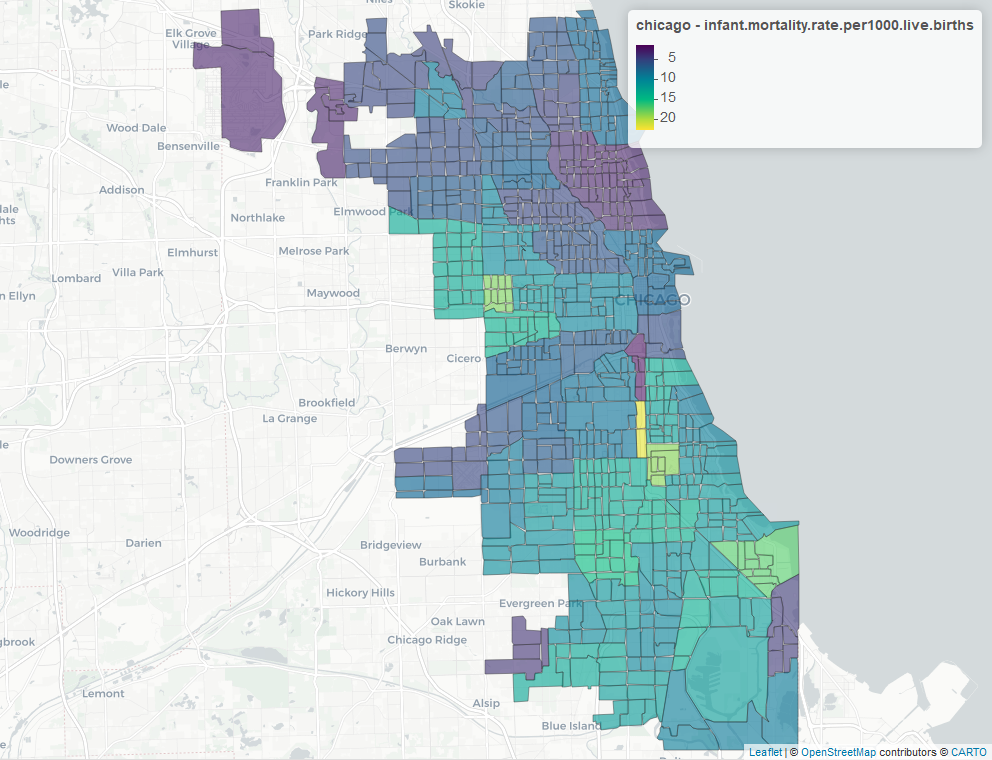 Skokie
Niles
chicago - infant.mortality.rate.per1000.live.births
Elk Grove
Village
Park Ridge
5
10
15
20
Wood Dale
Bensenville
Franklin Park
Addison
Elmwood Park
Northlake
Elmhurst
Melrose Park
Villa Park
Lombard
Maywood
CHICAGO
Berwyn
Cicero
Brookfield
La Grange
Downers Grove
Woodridge
Darien
Bridgeview
Burbank
Hickory Hills
Evergreen Park
Oak Lawn
Chicago Ridge
Lemont
Alsip
Blue Island
Leaflet | © OpenStreetMap contributors © CARTO